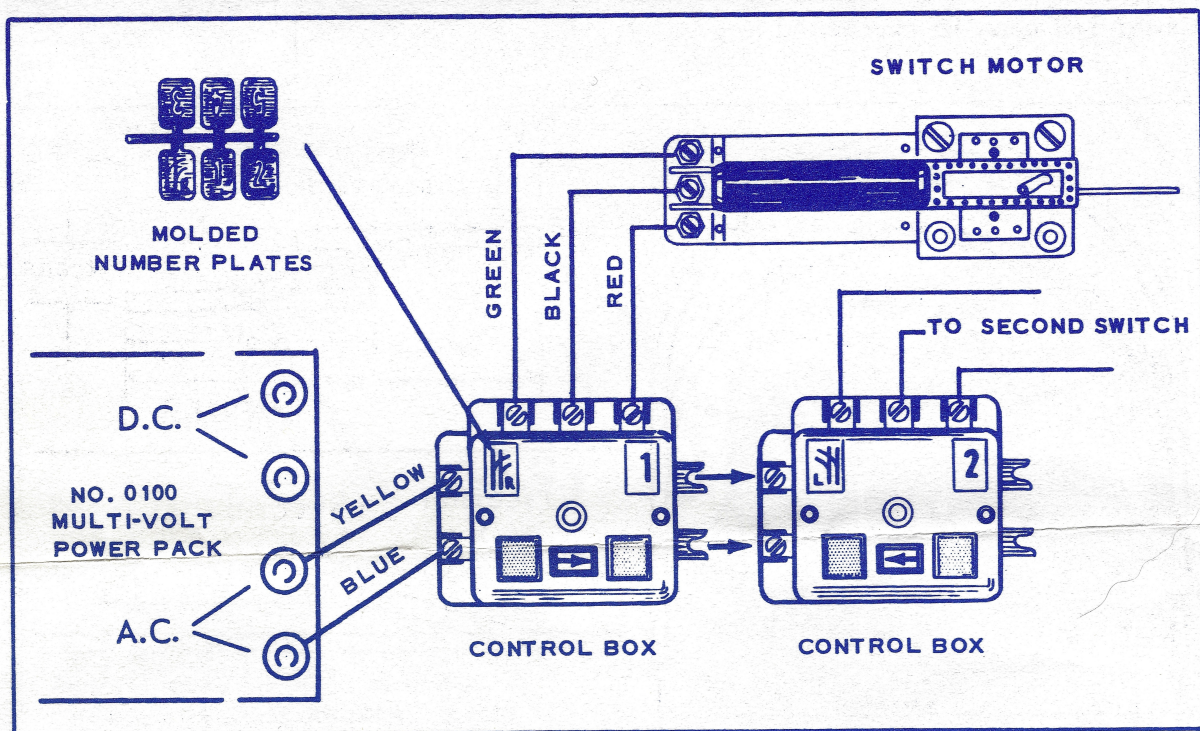 SWITCH MOTOR
MOLDED
NUMBER PLATES
GREEN
BLACK
RED
TO SECOND SWITCH
D.C.
NO. 0100
MULTI-VOLT
POWER PACK
A.C.
YELLOW
BLUE
R
1
L
2
CONTROL BOX
CONTROL BOX